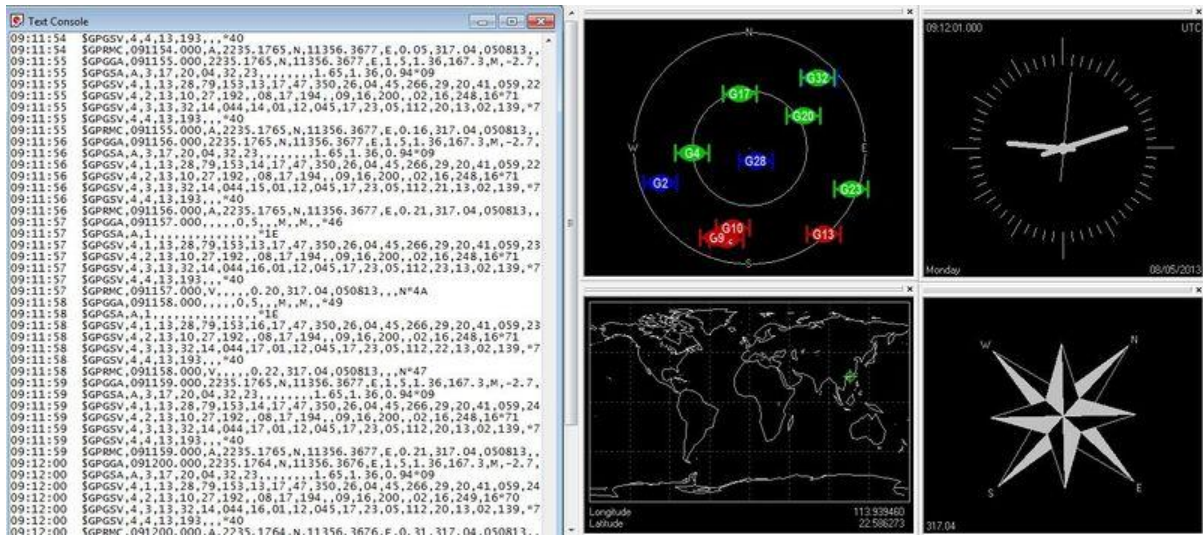 Text Console
09:11:54 $GPGSV,4,4,13,193,,,*40
09:11:54 $GPRMC,091154.000,A,2235.1765,N,11356.3677,E,0.05,317.04,050813,,
09:11:55 $GPGGA,091155.000,2235.1765,N,11356.3677,E,1,5,1.36,167.3,M,-2.7,
09:11:55 $GPGSA,A,3,17,20,04,32,23,,,,,,,,1.65,1.36,0.94*09
09:11:55 $GPGSV,4,1,13,28,79,153,13,17,47,350,26,04,45,266,29,20,41,059,22
09:11:55 $GPGSV,4,2,13,10,27,192,,08,17,194,,09,16,200,,02,16,248,16*71
09:11:55 $GPGSV,4,3,13,32,14,044,14,01,12,045,17,23,05,112,20,13,02,139,*7
09:11:55 $GPGSV,4,4,13,193,,,*40
09:11:55 $GPRMC,091155.000,A,2235.1765,N,11356.3677,E,0.16,317.04,050813,,
09:11:56 $GPGGA,091156.000,2235.1765,N,11356.3677,E,1,5,1.36,167.3,M,-2.7,
09:11:56 $GPGSA,A,3,17,20,04,32,23,,,,,,,,1.65,1.36,0.94*09
09:11:56 $GPGSV,4,1,13,28,79,153,14,17,47,350,26,04,45,266,29,20,41,059,22
09:11:56 $GPGSV,4,2,13,10,27,192,,08,17,194,,09,16,200,,02,16,248,16*71
09:11:56 $GPGSV,4,3,13,32,14,044,15,01,12,045,17,23,05,112,21,13,02,139,*7
09:11:56 $GPGSV,4,4,13,193,,,*40
09:11:56 $GPRMC,091156.000,A,2235.1765,N,11356.3677,E,0.21,317.04,050813,,
09:11:57 $GPGGA,091157.000,,,,,0,5,,,M,,M,,*46
09:11:57 $GPGSA,A,1,,,,,,,,,,,,,,,*1E
09:11:57 $GPGSV,4,1,13,28,79,153,13,17,47,350,26,04,45,266,29,20,41,059,23
09:11:57 $GPGSV,4,2,13,10,27,192,,08,17,194,,09,16,200,,02,16,248,16*71
09:11:57 $GPGSV,4,3,13,32,14,044,16,01,12,045,17,23,05,112,23,13,02,139,*7
09:11:57 $GPGSV,4,4,13,193,,,*40
09:11:57 $GPRMC,091157.000,V,,,,,0.20,317.04,050813,,,N*4A
09:11:58 $GPGGA,091158.000,,,,,0,5,,,M,,M,,*49
09:11:58 $GPGSA,A,1,,,,,,,,,,,,,,,*1E
09:11:58 $GPGSV,4,1,13,28,79,153,16,17,47,350,26,04,45,266,29,20,41,059,23
09:11:58 $GPGSV,4,2,13,10,27,192,,08,17,194,,09,16,200,,02,16,248,16*71
09:11:58 $GPGSV,4,3,13,32,14,044,17,01,12,045,17,23,05,112,22,13,02,139,*7
09:11:58 $GPGSV,4,4,13,193,,,*40
09:11:58 $GPRMC,091158.000,V,,,,,0.22,317.04,050813,,,N*47
09:11:59 $GPGGA,091159.000,2235.1765,N,11356.3677,E,1,5,1.36,167.3,M,-2.7,
09:11:59 $GPGSA,A,3,17,20,04,32,23,,,,,,,,1.65,1.36,0.94*09
09:11:59 $GPGSV,4,1,13,28,79,153,14,17,47,350,26,04,45,266,29,20,41,059,24
09:11:59 $GPGSV,4,2,13,10,27,192,,08,17,194,,09,16,200,,02,16,248,16*71
09:11:59 $GPGSV,4,3,13,32,14,044,16,01,12,045,17,23,05,112,20,13,02,139,*7
09:11:59 $GPGSV,4,4,13,193,,,*40
09:11:59 $GPRMC,091159.000,A,2235.1765,N,11356.3677,E,0.21,317.04,050813,,
09:12:00 $GPGGA,091200.000,2235.1764,N,11356.3676,E,1,5,1.36,167.3,M,-2.7,
09:12:00 $GPGSA,A,3,17,20,04,32,23,,,,,,,,1.65,1.36,0.94*09
09:12:00 $GPGSV,4,1,13,28,79,153,14,17,47,350,26,04,45,266,29,20,41,059,24
09:12:00 $GPGSV,4,2,13,10,27,192,,08,17,194,,09,16,200,,02,16,249,16*70
09:12:00 $GPGSV,4,3,13,32,14,044,16,01,12,045,17,23,05,112,20,13,02,139,*7
09:12:00 $GPGSV,4,4,13,193,,,*40
09:12:00 $GPRMC,091200.000,A,2235.1764,N,11356.3676,E,0.31,317.04,050813,,
N
G32
G17
G20
W
G4
G28
E
G2
G23
G10
G9
G13
S
09:12:01.000 UTC
Monday 08/05/2013
Longitude 113.939460
Latitude 22.586273
W N
S E
317.04